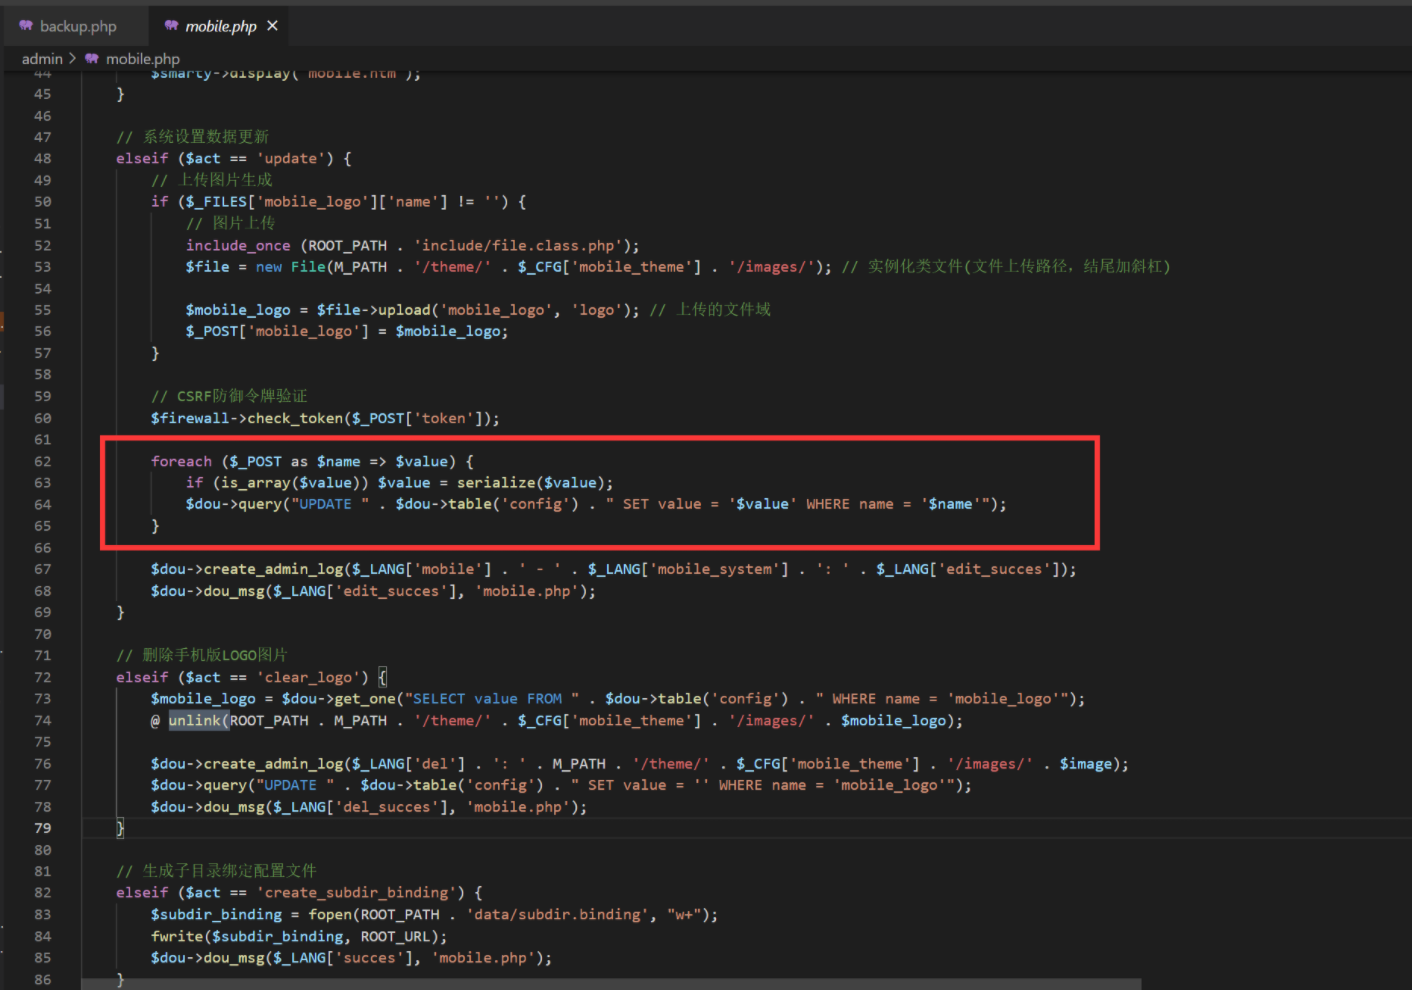 backup.php
mobile.php ×
admin > mobile.php
44 $smarty->display('mobile.htm');
45 }
46
47 // 系统设置数据更新
48 elseif ($act == 'update') {
49 // 上传图片生成
50 if ($_FILES['mobile_logo']['name'] != '') {
51 // 图片上传
52 include_once (ROOT_PATH . 'include/file.class.php');
53 $file = new File(M_PATH . '/theme/' . $_CFG['mobile_theme'] . '/images/'); // 实例化类文件(文件上传路径，结尾加斜杠)
54
55 $mobile_logo = $file->upload('mobile_logo', 'logo'); // 上传的文件域
56 $_POST['mobile_logo'] = $mobile_logo;
57 }
58
59 // CSRF防御令牌验证
60 $firewall->check_token($_POST['token']);
61
62 foreach ($_POST as $name => $value) {
63 if (is_array($value)) $value = serialize($value);
64 $dou->query("UPDATE " . $dou->table('config') . " SET value = '$value' WHERE name = '$name'");
65 }
66
67 $dou->create_admin_log($_LANG['mobile'] . ' - ' . $_LANG['mobile_system'] . ': ' . $_LANG['edit_succes']);
68 $dou->dou_msg($_LANG['edit_succes'], 'mobile.php');
69 }
70
71 // 删除手机版LOGO图片
72 elseif ($act == 'clear_logo') {
73 $mobile_logo = $dou->get_one("SELECT value FROM " . $dou->table('config') . " WHERE name = 'mobile_logo'");
74 @ unlink(ROOT_PATH . M_PATH . '/theme/' . $_CFG['mobile_theme'] . '/images/' . $mobile_logo);
75
76 $dou->create_admin_log($_LANG['del'] . ': ' . M_PATH . '/theme/' . $_CFG['mobile_theme'] . '/images/' . $image);
77 $dou->query("UPDATE " . $dou->table('config') . " SET value = '' WHERE name = 'mobile_logo'");
78 $dou->dou_msg($_LANG['del_succes'], 'mobile.php');
79 }
80
81 // 生成子目录绑定配置文件
82 elseif ($act == 'create_subdir_binding') {
83 $subdir_binding = fopen(ROOT_PATH . 'data/subdir.binding', "w+");
84 fwrite($subdir_binding, ROOT_URL);
85 $dou->dou_msg($_LANG['succes'], 'mobile.php');
86 }